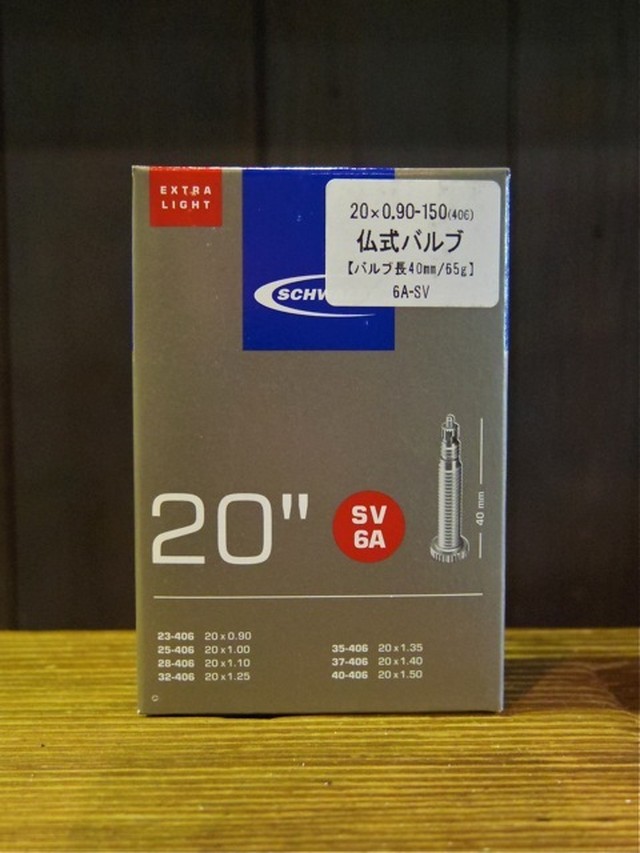 EXTRA
LIGHT
20×0.90-150(406)
仏式バルブ
【バルブ長40mm/65g】
6A-SV
SCHW
40 mm
20"
SV
6A
23-406 20 x 0.90
25-406 20 x 1.00
28-406 20 x 1.10
32-406 20 x 1.25
35-406 20 x 1.35
37-406 20 x 1.40
40-406 20 x 1.50